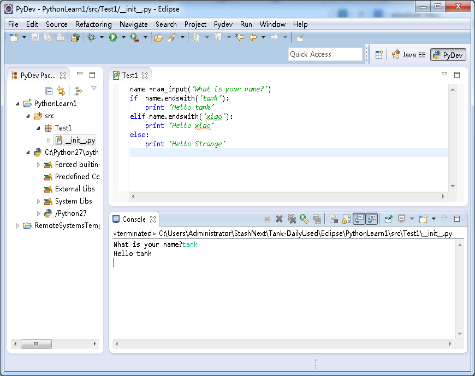 PyDev - PythonLearn1/src/Test1/__init__.py - Eclipse
File Edit Source Refactoring Navigate Search Project Pydev Run Window Help
Quick Access
Java EE PyDev
PyDev Pac..
PythonLearn1
src
Test1
__init__.py
C:\Python27\pyth
Forced builtin
Predefined Co
External Libs
System Libs
/Python27
RemoteSystemsTemp
Test1
name =raw_input("What is your name?")
if name.endswith("tank"):
print "Hello tank"
elif name.endswith("xiao"):
print "Hello xiao"
else:
print "Hello Strange"
Console
<terminated> C:\Users\Administrator\StashNext\Tank-DailyUsed\Eclipse\PythonLearn1\src\Test1\__init__.py
What is your name?tank
Hello tank